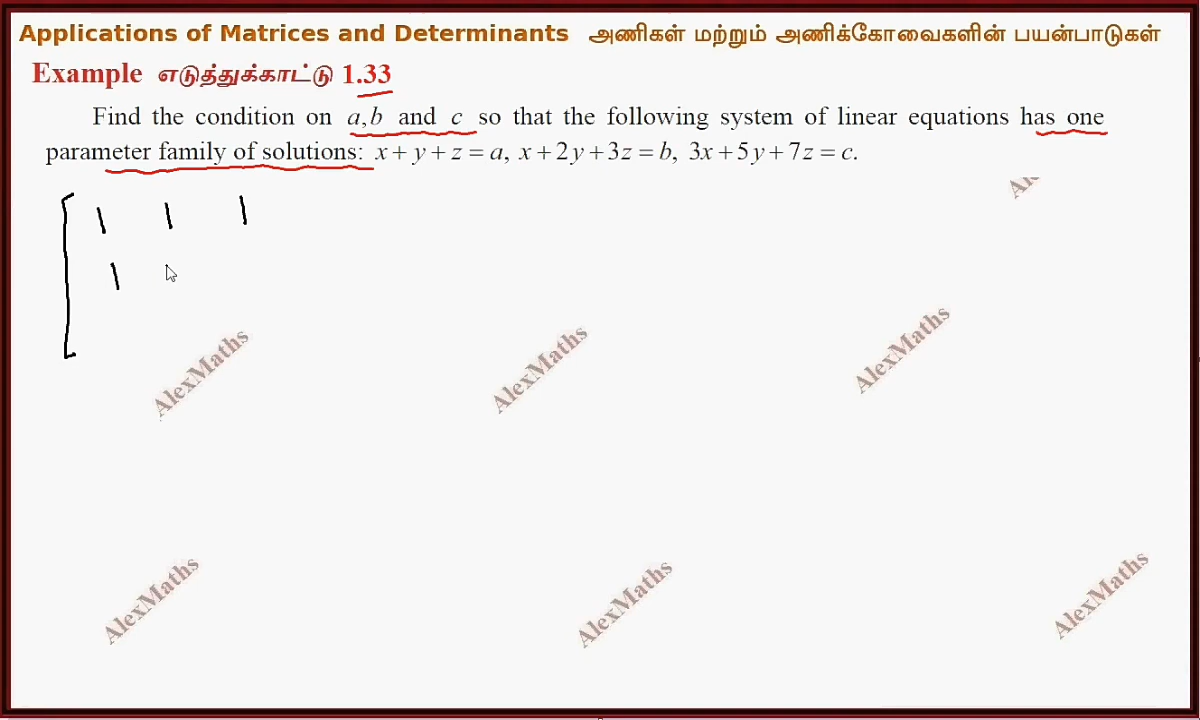 Applications of Matrices and Determinants அணிகள் மற்றும் அணிக்கோவைகளின் பயன்பாடுகள்
Example எடுத்துக்காட்டு 1.33
Find the condition on a,b and c so that the following system of linear equations has one
parameter family of solutions: x + y + z = a, x + 2y + 3z = b, 3x + 5y + 7z = c.
Al
1 1 1
1
AlexMaths AlexMaths AlexMaths
AlexMaths AlexMaths AlexMaths